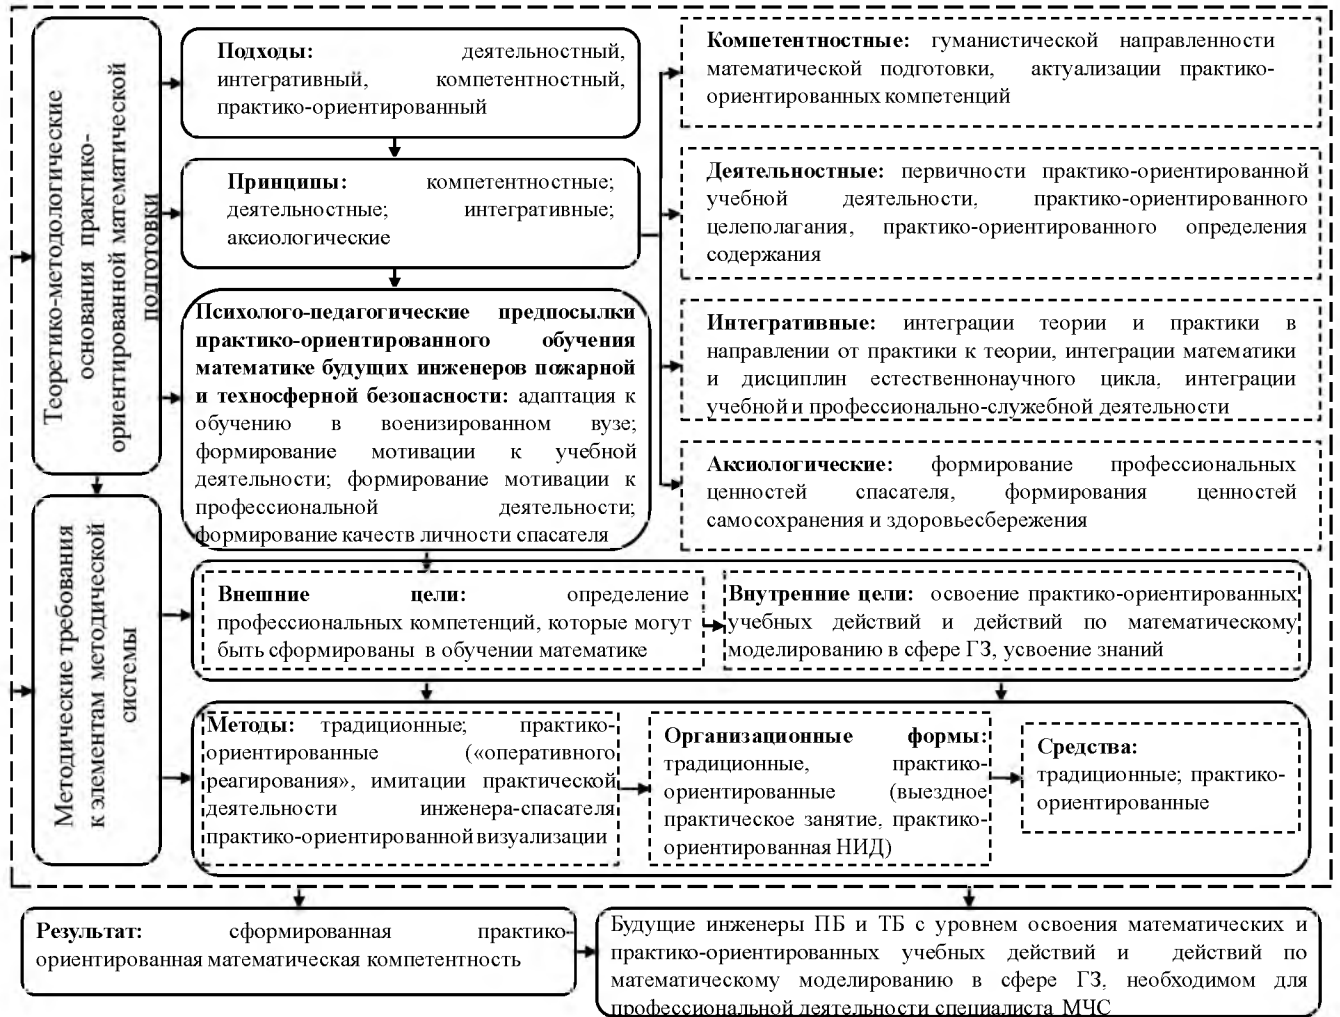 Теоретико-методологические
основания практико-
ориентированной математической
подготовки
Подходы: деятельностный,
интегративный, компетентностный,
практико-ориентированный
Принципы: компетентностные;
деятельностные; интегративные;
аксиологические
Психолого-педагогические предпосылки
практико-ориентированного обучения
математике будущих инженеров пожарной
и техносферной безопасности: адаптация к
обучению в военизированном вузе;
формирование мотивации к учебной
деятельности; формирование мотивации к
профессиональной деятельности;
формирование качеств личности спасателя
Компетентностные: гуманистической направленности
математической подготовки, актуализации практико-
ориентированных компетенций
Деятельностные: первичности практико-ориентированной
учебной деятельности, практико-ориентированного
целеполагания, практико-ориентированного определения
содержания
Интегративные: интеграции теории и практики в
направлении от практики к теории, интеграции математики
и дисциплин естественнонаучного цикла, интеграции
учебной и профессионально-служебной деятельности
Аксиологические: формирование профессиональных
ценностей спасателя, формирования ценностей
самосохранения и здоровьесбережения
Методические требования
к элементам методической
системы
Внешние цели: определение
профессиональных компетенций, которые могут
быть сформированы в обучении математике
Внутренние цели: освоение практико-ориентированных
учебных действий и действий по математическому
моделированию в сфере ГЗ, усвоение знаний
Методы: традиционные; практико-
ориентированные («оперативного
реагирования», имитации практической
деятельности инженера-спасателя
практико-ориентированной визуализации
Организационные формы:
традиционные, практико-
ориентированные (выездное
практическое занятие, практико-
ориентированная НИД)
Средства:
традиционные; практико-
ориентированные
Результат: сформированная практико-
ориентированная математическая компетентность
Будущие инженеры ПБ и ТБ с уровнем освоения математических и
практико-ориентированных учебных действий и действий по
математическому моделированию в сфере ГЗ, необходимом для
профессиональной деятельности специалиста МЧС